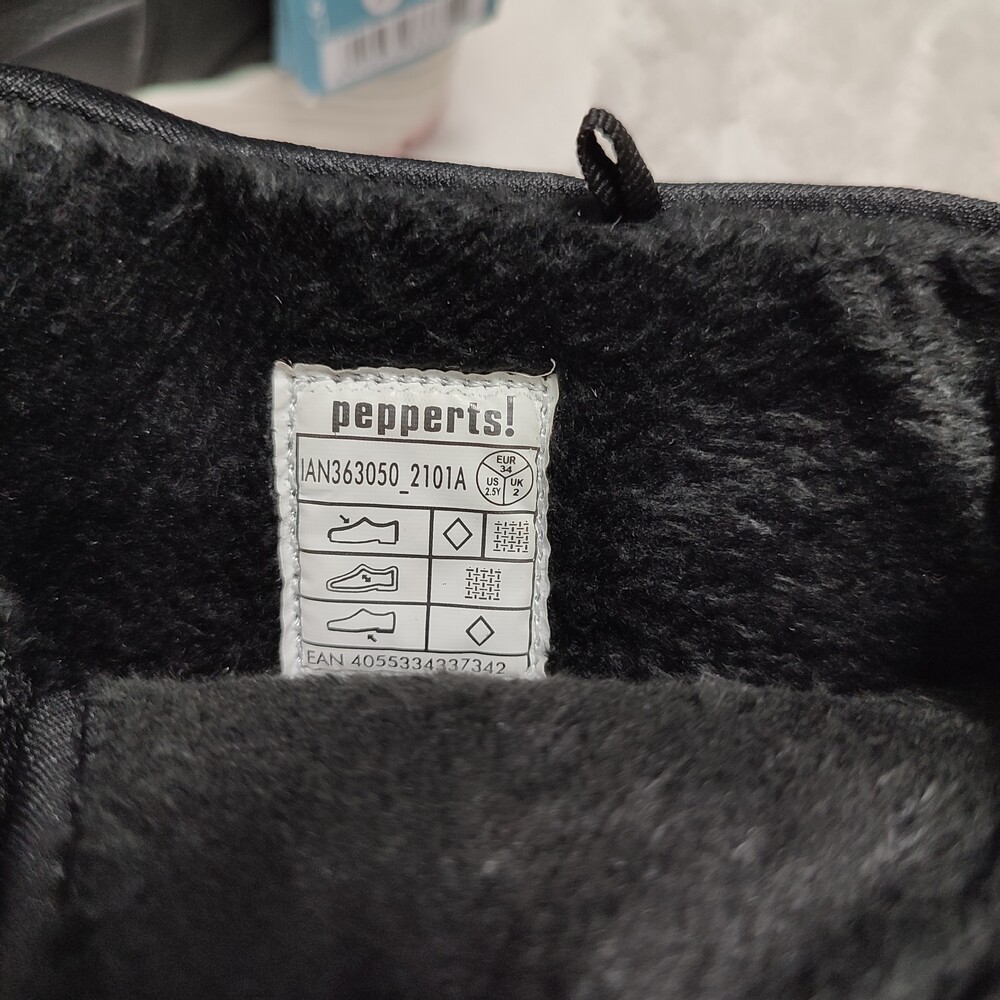 pepperts!
IAN363050_2101A
EUR
34
US
2.5Y
UK
2
EAN 4055334337342